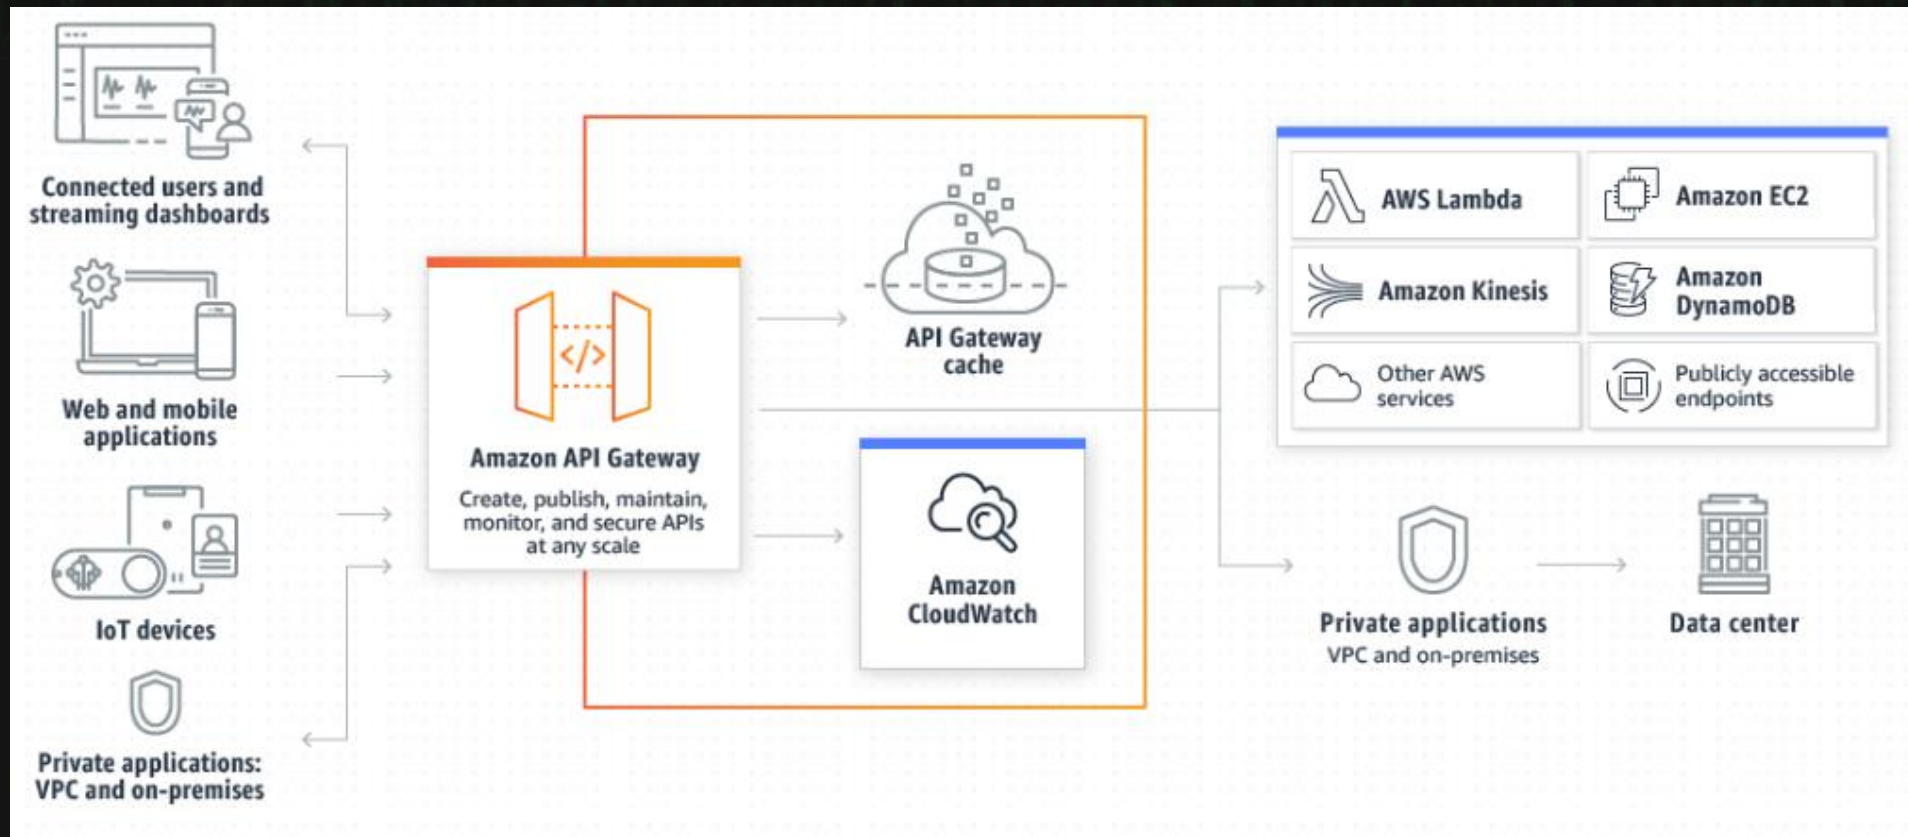 Connected users and
streaming dashboards
Web and mobile
applications
IoT devices
Private applications:
VPC and on-premises
</>
Amazon API Gateway
Create, publish, maintain,
monitor, and secure APIs
at any scale
API Gateway
cache
Amazon
CloudWatch
AWS Lambda
Amazon EC2
Amazon Kinesis
Amazon
DynamoDB
Other AWS
services
Publicly accessible
endpoints
Private applications
VPC and on-premises
Data center